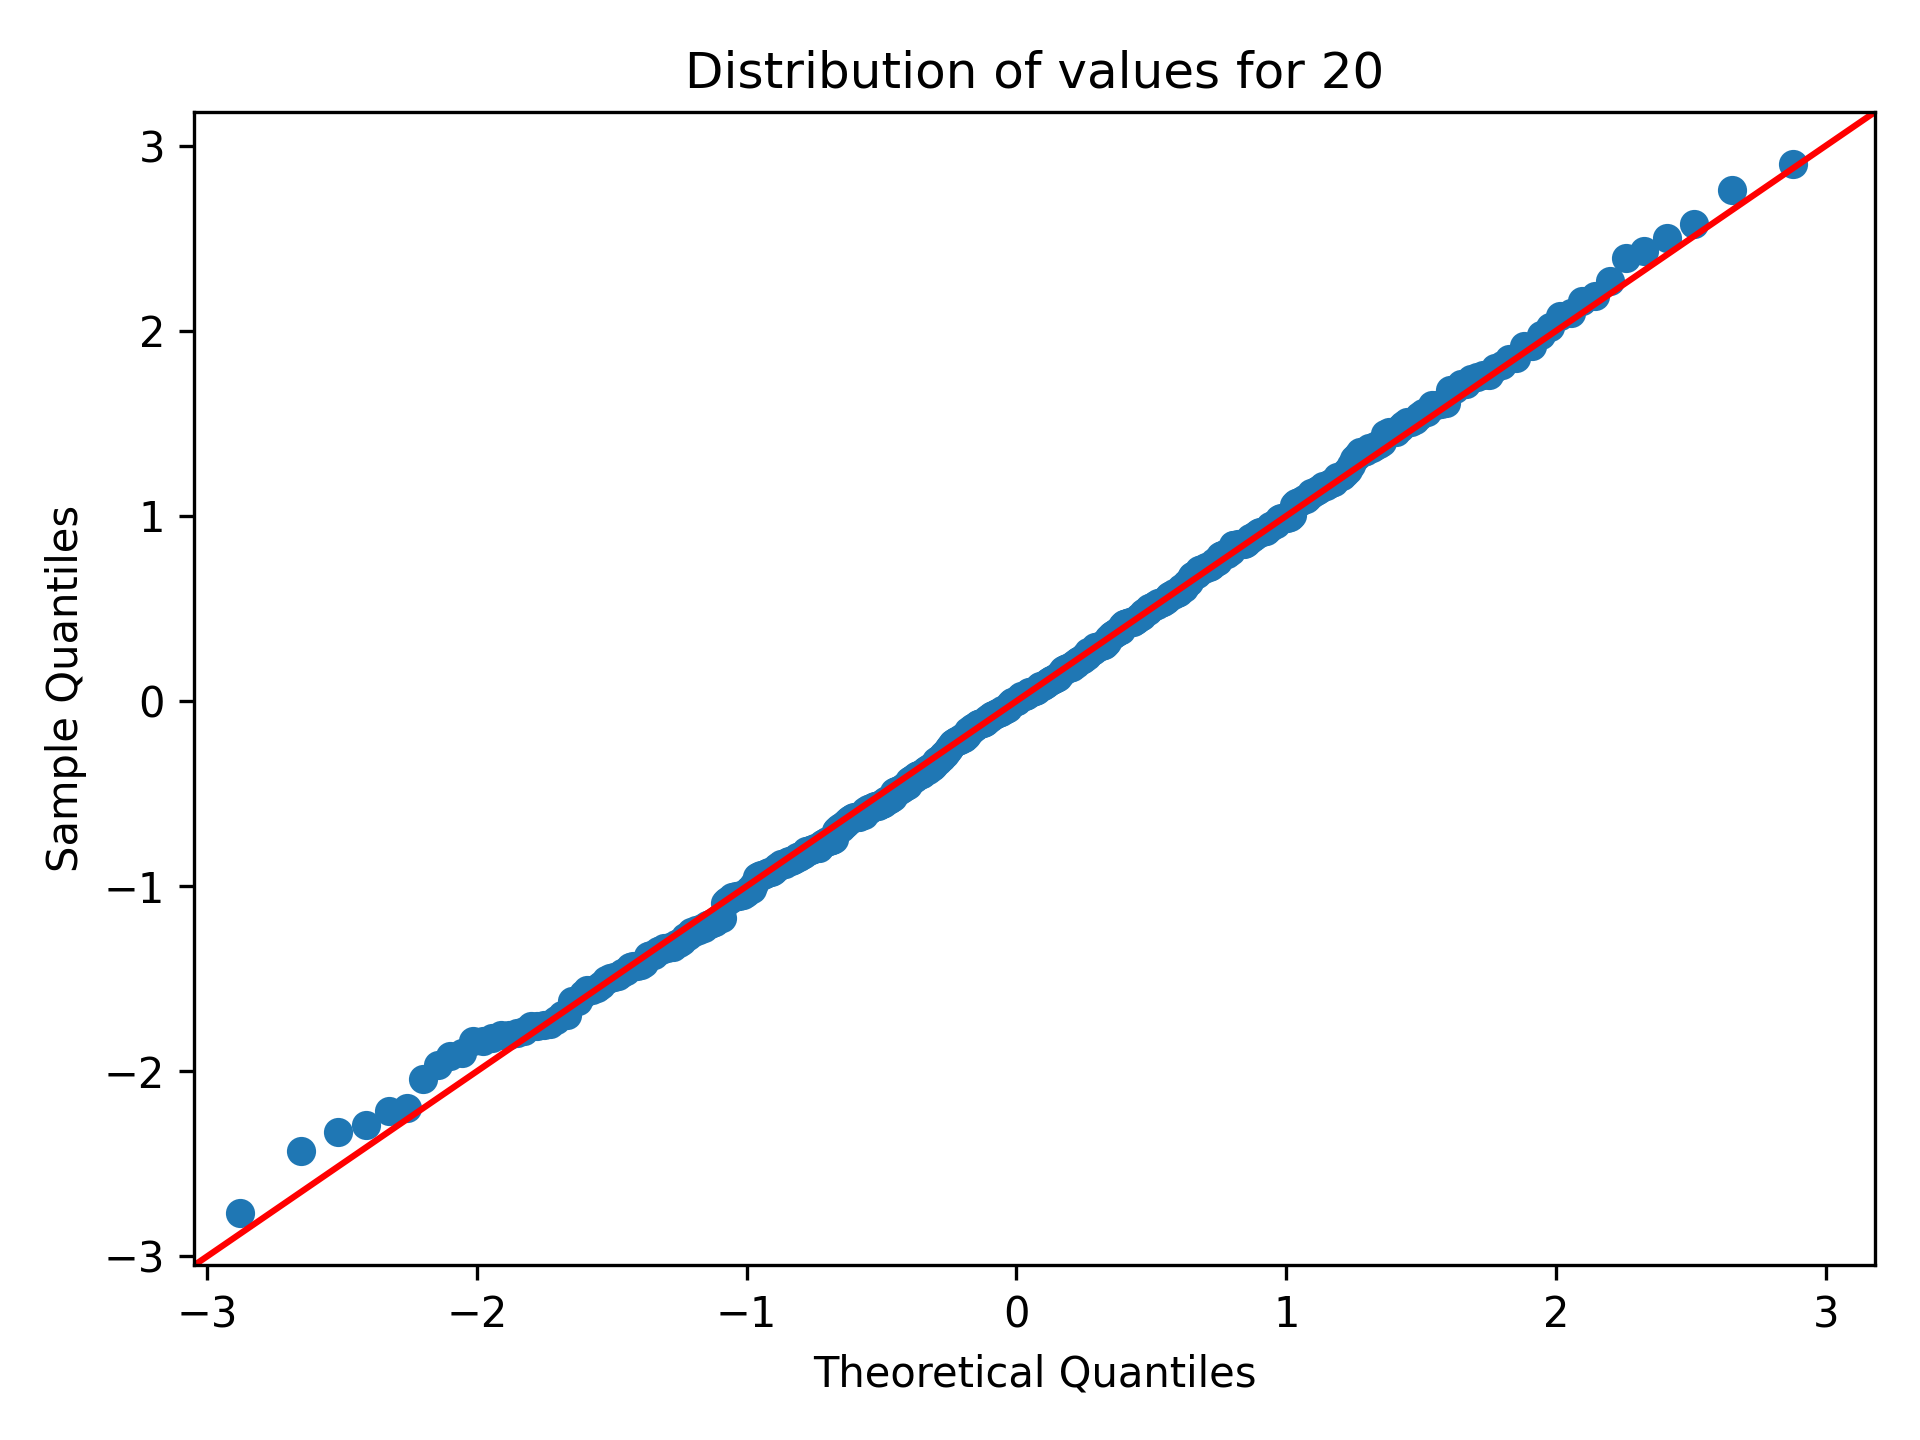 Distribution of values for 20
3
2
1
0
−1
−2
−3
Sample Quantiles
−3 −2 −1 0 1 2 3
Theoretical Quantiles